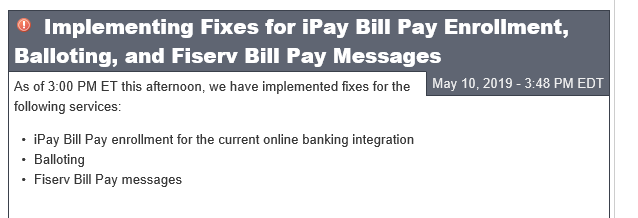 Implementing Fixes for iPay Bill Pay Enrollment,
Balloting, and Fiserv Bill Pay Messages
May 10, 2019 - 3:48 PM EDT
As of 3:00 PM ET this afternoon, we have implemented fixes for the
following services:
• iPay Bill Pay enrollment for the current online banking integration
• Balloting
• Fiserv Bill Pay messages